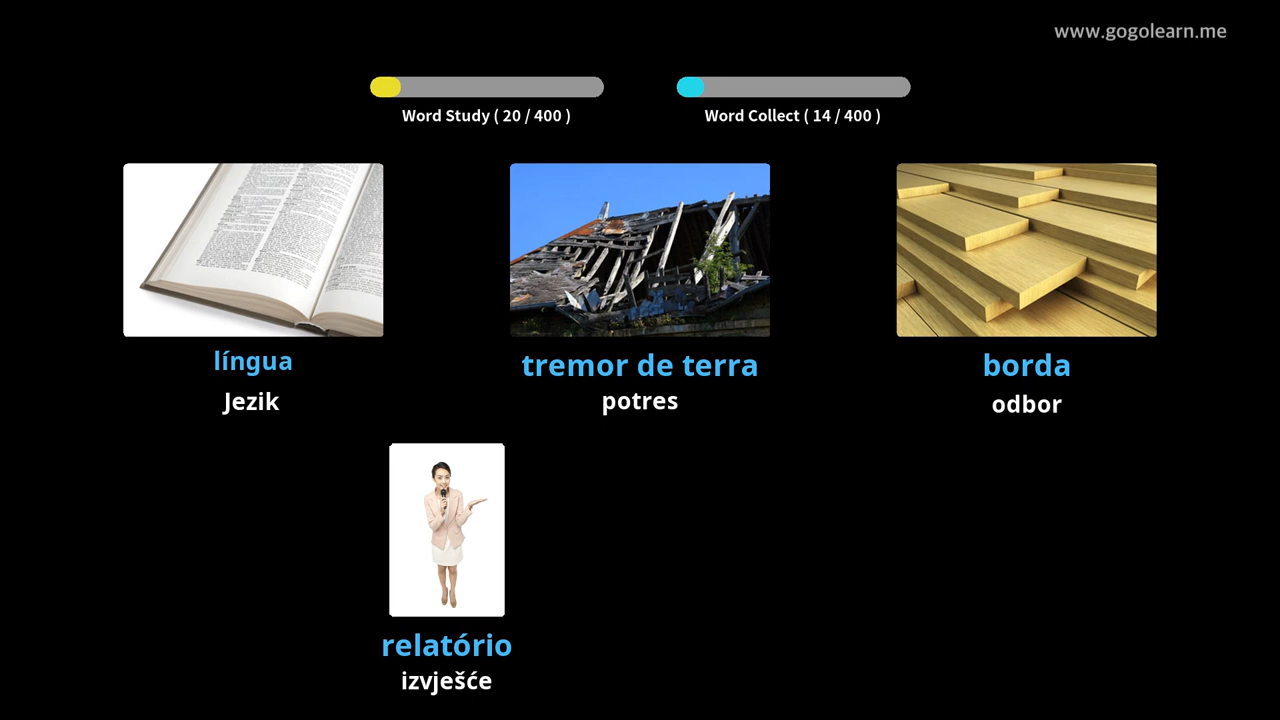 www.gogolearn.me
Word Study ( 20 / 400 )
Word Collect ( 14 / 400 )
língua
Jezik
tremor de terra
potres
borda
odbor
relatório
izvješće